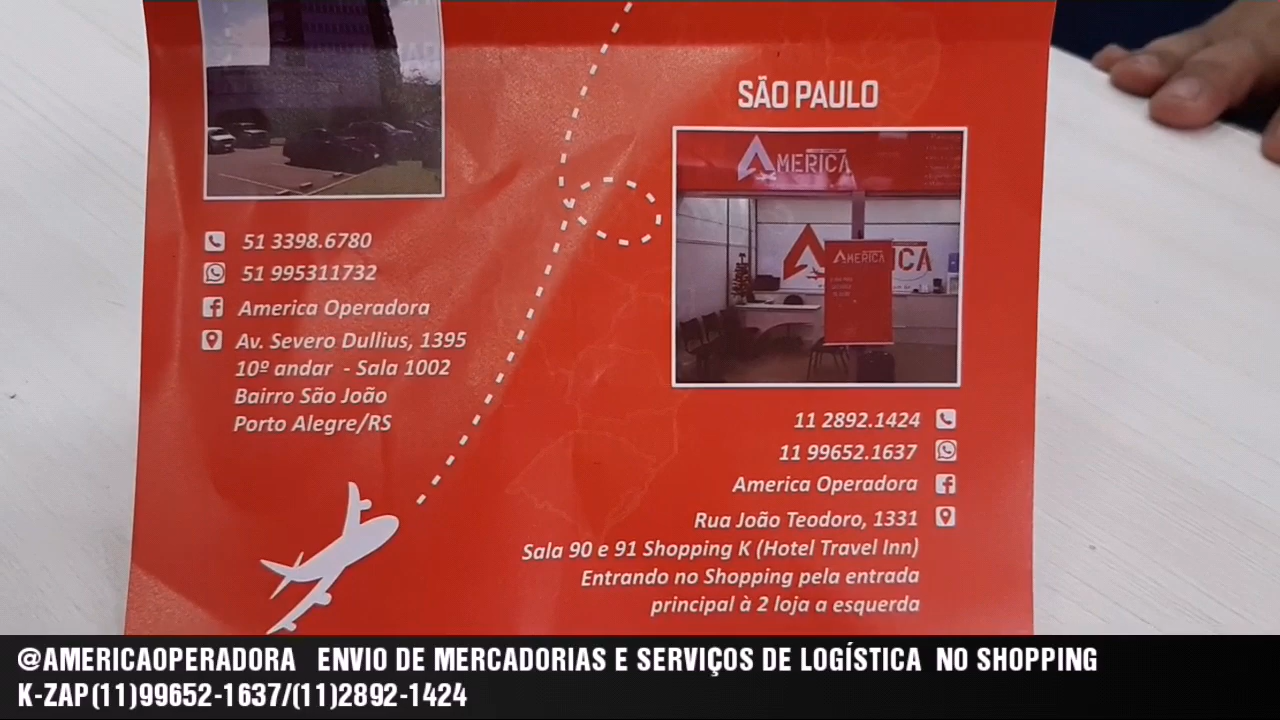 51 3398.6780
51 995311732
America Operadora
Av. Severo Dullius, 1395
10º andar - Sala 1002
Bairro São João
Porto Alegre/RS
SÃO PAULO
AMERICA
AMERICA
ICA
11 2892.1424
11 99652.1637
America Operadora
Rua João Teodoro, 1331
Sala 90 e 91 Shopping K (Hotel Travel Inn)
Entrando no Shopping pela entrada
principal à 2 loja a esquerda
@AMERICAOPERADORA ENVIO DE MERCADORIAS E SERVIÇOS DE LOGÍSTICA NO SHOPPING
K-ZAP(11)99652-1637/(11)2892-1424